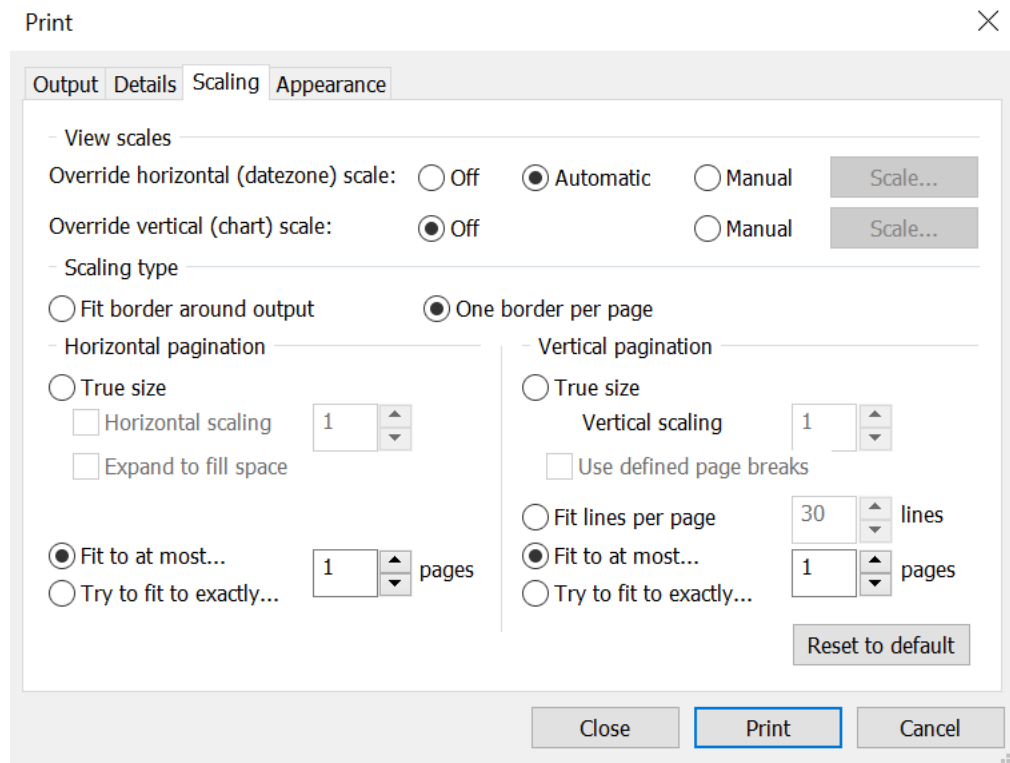 Print
Output Details Scaling Appearance
View scales
Override horizontal (datezone) scale: Off Automatic Manual Scale...
Override vertical (chart) scale: Off Manual Scale...
Scaling type
Fit border around output One border per page
Horizontal pagination Vertical pagination
True size True size
Horizontal scaling 1 Vertical scaling 1
Expand to fill space Use defined page breaks
Fit lines per page 30 lines
Fit to at most... 1 pages Fit to at most... 1 pages
Try to fit to exactly... Try to fit to exactly...
Reset to default
Close Print Cancel